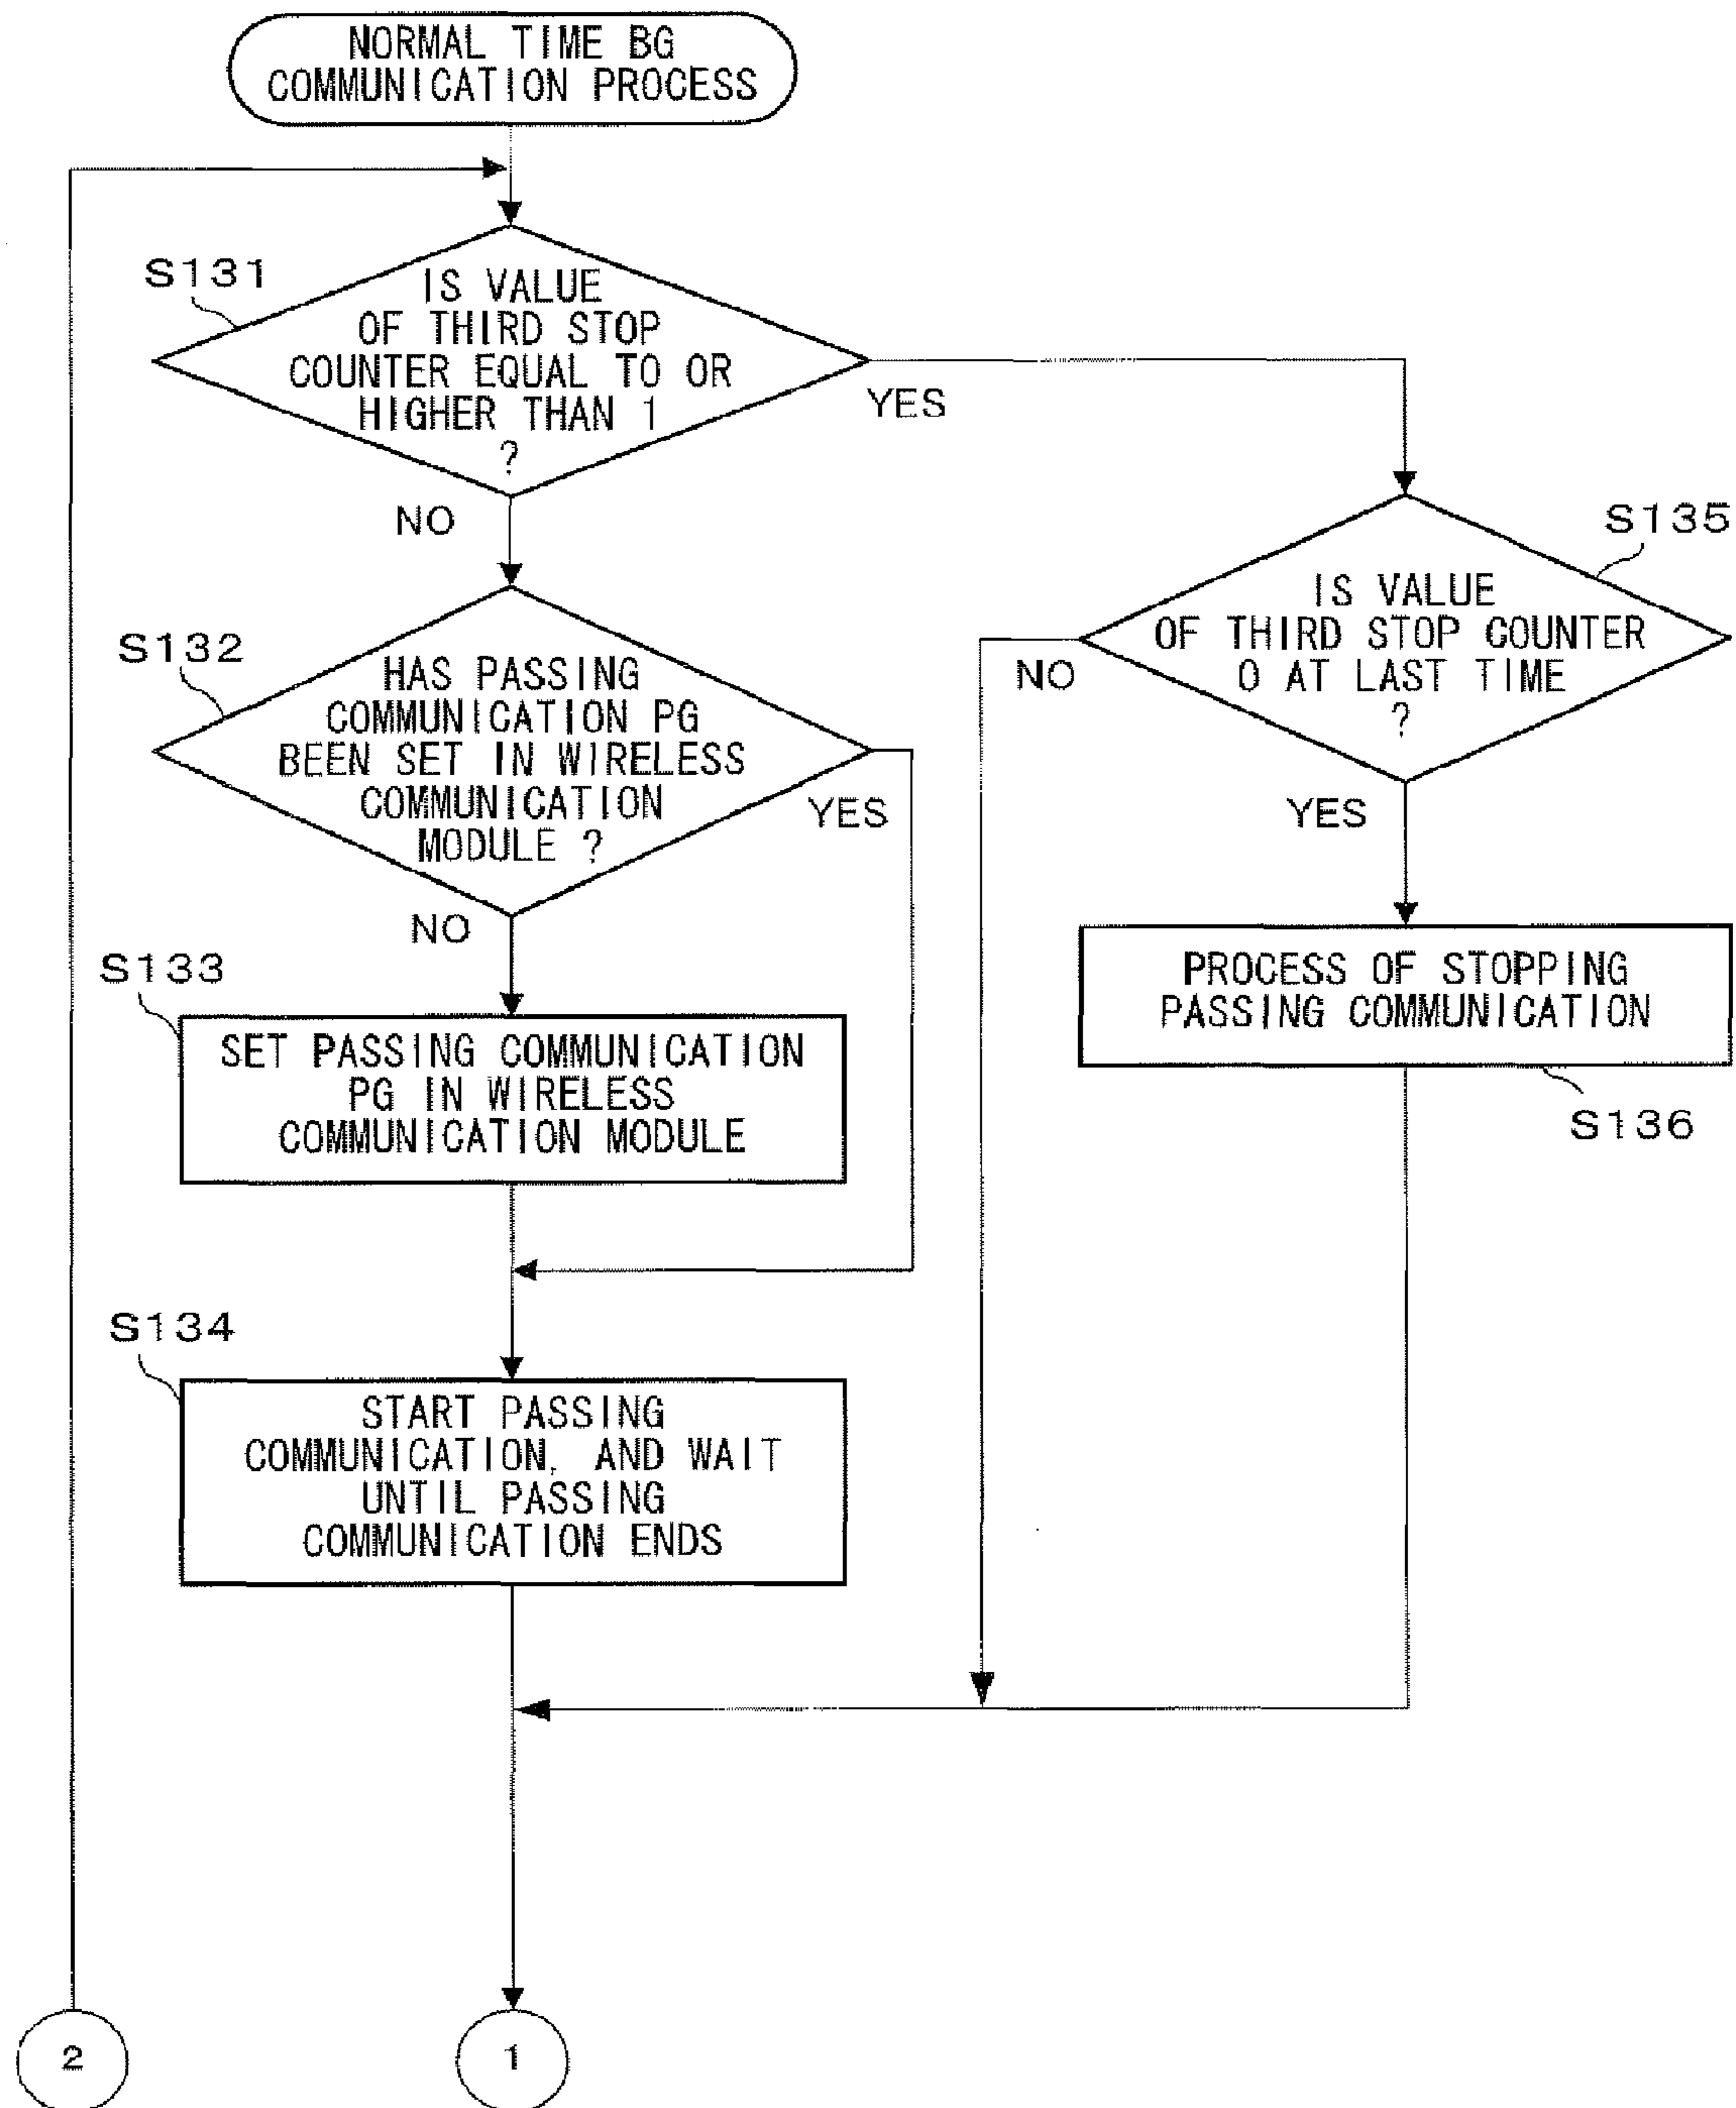 NORMAL TIME BG
COMMUNICATION PROCESS
S131
IS VALUE
OF THIRD STOP
COUNTER EQUAL TO OR
HIGHER THAN 1
?
YES
NO
S135
IS VALUE
OF THIRD STOP COUNTER
0 AT LAST TIME
?
NO
YES
S132
HAS PASSING
COMMUNICATION PG
BEEN SET IN WIRELESS
COMMUNICATION
MODULE ?
YES
NO
S133
SET PASSING COMMUNICATION
PG IN WIRELESS
COMMUNICATION MODULE
PROCESS OF STOPPING
PASSING COMMUNICATION
S136
S134
START PASSING
COMMUNICATION, AND WAIT
UNTIL PASSING
COMMUNICATION ENDS
2
1